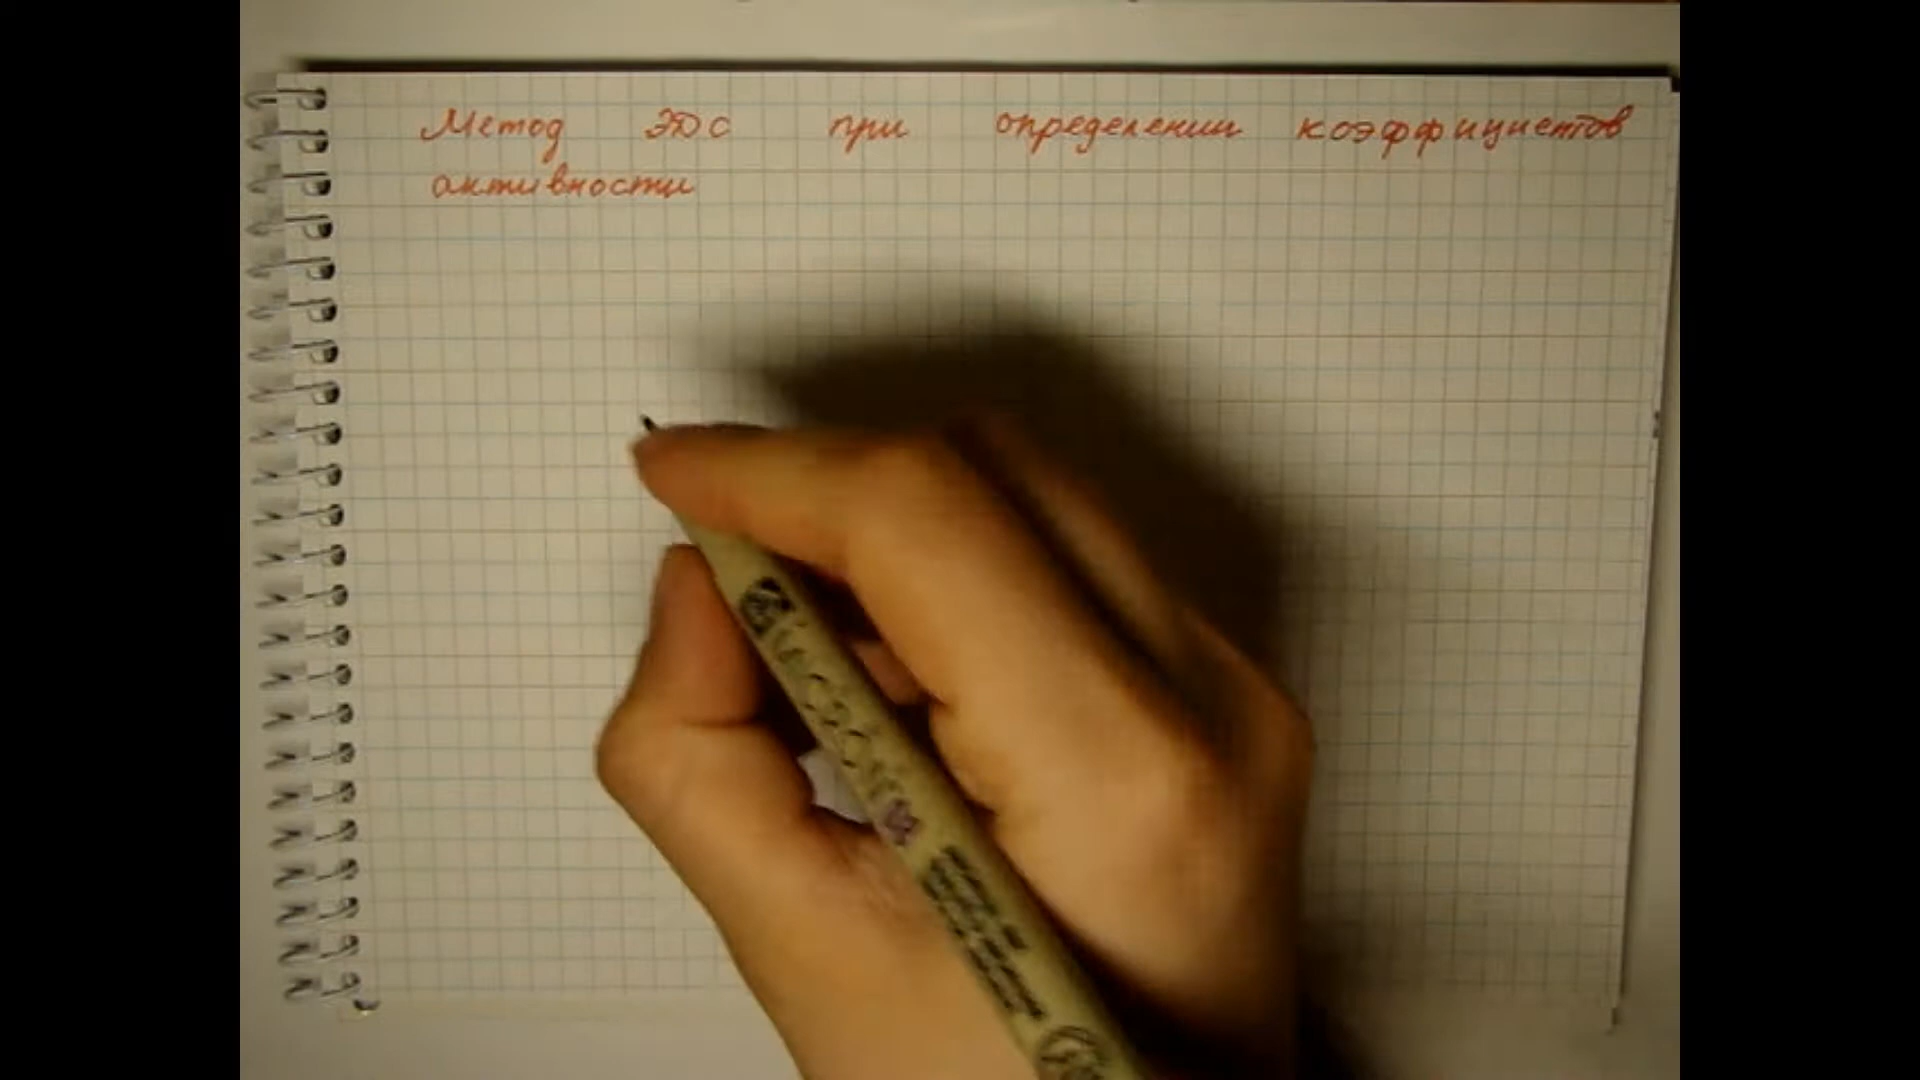 Метод ЭДС при определении коэффициентов
активности